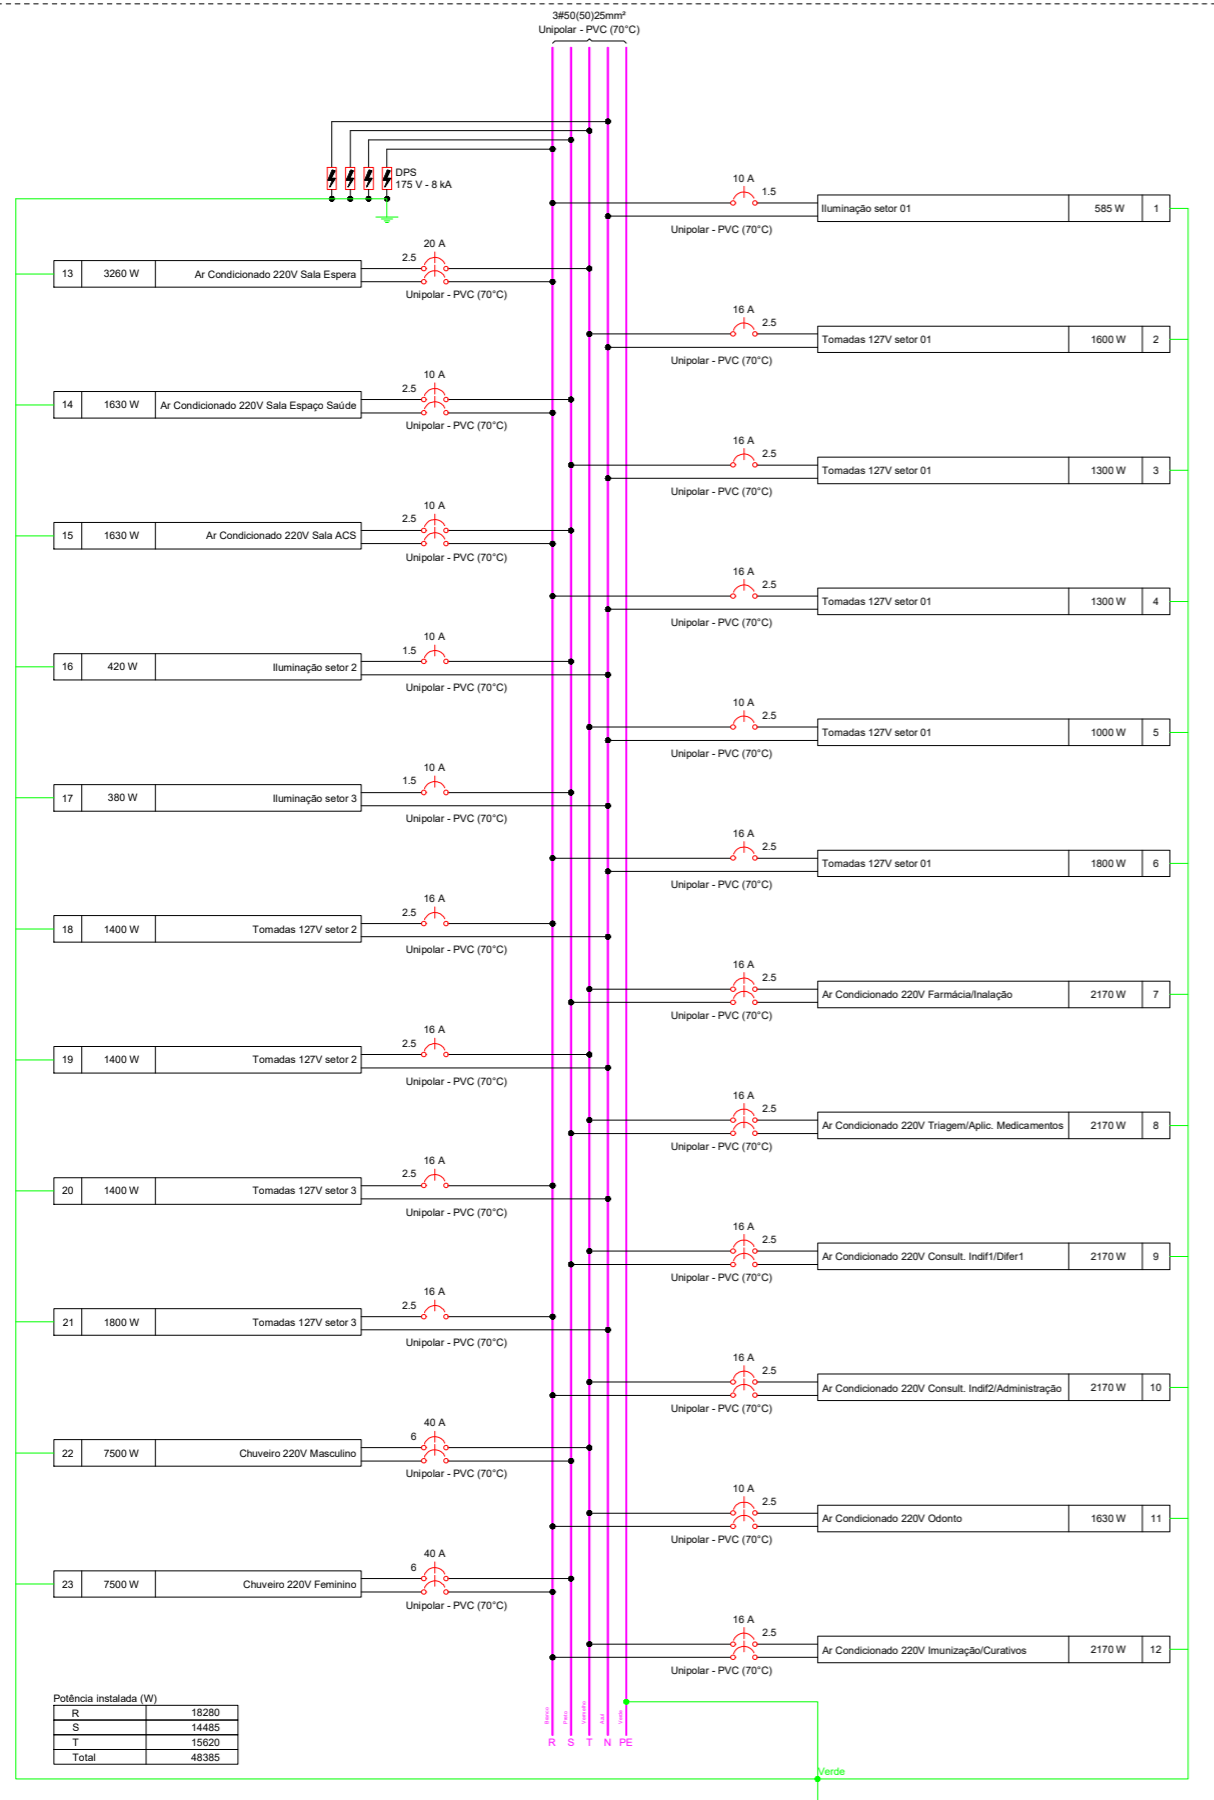 3#50(50)25mm²
Unipolar - PVC (70°C)
DPS
175 V - 8 kA
10 A
1.5
Iluminação setor 01 585 W 1
Unipolar - PVC (70°C)
20 A
2.5
13 3260 W Ar Condicionado 220V Sala Espera
Unipolar - PVC (70°C)
16 A
2.5
Tomadas 127V setor 01 1600 W 2
Unipolar - PVC (70°C)
10 A
2.5
14 1630 W Ar Condicionado 220V Sala Espaço Saúde
Unipolar - PVC (70°C)
16 A
2.5
Tomadas 127V setor 01 1300 W 3
Unipolar - PVC (70°C)
10 A
2.5
15 1630 W Ar Condicionado 220V Sala ACS
Unipolar - PVC (70°C)
16 A
2.5
Tomadas 127V setor 01 1300 W 4
Unipolar - PVC (70°C)
10 A
1.5
16 420 W Iluminação setor 2
Unipolar - PVC (70°C)
10 A
2.5
Tomadas 127V setor 01 1000 W 5
Unipolar - PVC (70°C)
10 A
1.5
17 380 W Iluminação setor 3
Unipolar - PVC (70°C)
16 A
2.5
Tomadas 127V setor 01 1800 W 6
Unipolar - PVC (70°C)
16 A
2.5
18 1400 W Tomadas 127V setor 2
Unipolar - PVC (70°C)
16 A
2.5
Ar Condicionado 220V Farmácia/Inalação 2170 W 7
Unipolar - PVC (70°C)
16 A
2.5
19 1400 W Tomadas 127V setor 2
Unipolar - PVC (70°C)
16 A
2.5
Ar Condicionado 220V Triagem/Aplic. Medicamentos 2170 W 8
Unipolar - PVC (70°C)
16 A
2.5
20 1400 W Tomadas 127V setor 3
Unipolar - PVC (70°C)
16 A
2.5
Ar Condicionado 220V Consult. Indif1/Difer1 2170 W 9
Unipolar - PVC (70°C)
16 A
2.5
21 1800 W Tomadas 127V setor 3
Unipolar - PVC (70°C)
16 A
2.5
Ar Condicionado 220V Consult. Indif2/Administração 2170 W 10
Unipolar - PVC (70°C)
40 A
6
22 7500 W Chuveiro 220V Masculino
Unipolar - PVC (70°C)
10 A
2.5
Ar Condicionado 220V Odonto 1630 W 11
Unipolar - PVC (70°C)
40 A
6
23 7500 W Chuveiro 220V Feminino
Unipolar - PVC (70°C)
16 A
2.5
Ar Condicionado 220V Imunização/Curativos 2170 W 12
Unipolar - PVC (70°C)
Potência instalada (W)
R 18280
S 14485
T 15620
Total 48385
Branco Preto Vermelho Azul Verde
R S T N PE
Verde